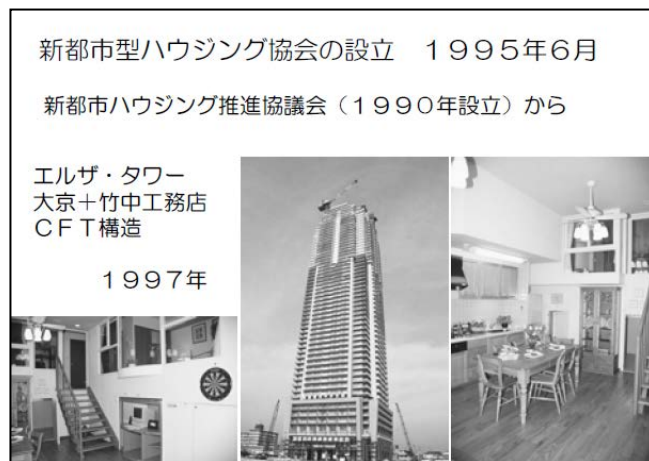 新都市型ハウジング協会の設立　１９９５年６月
新都市ハウジング推進協議会（１９９０年設立）から
エルザ・タワー
大京＋竹中工務店
ＣＦＴ構造
１９９７年